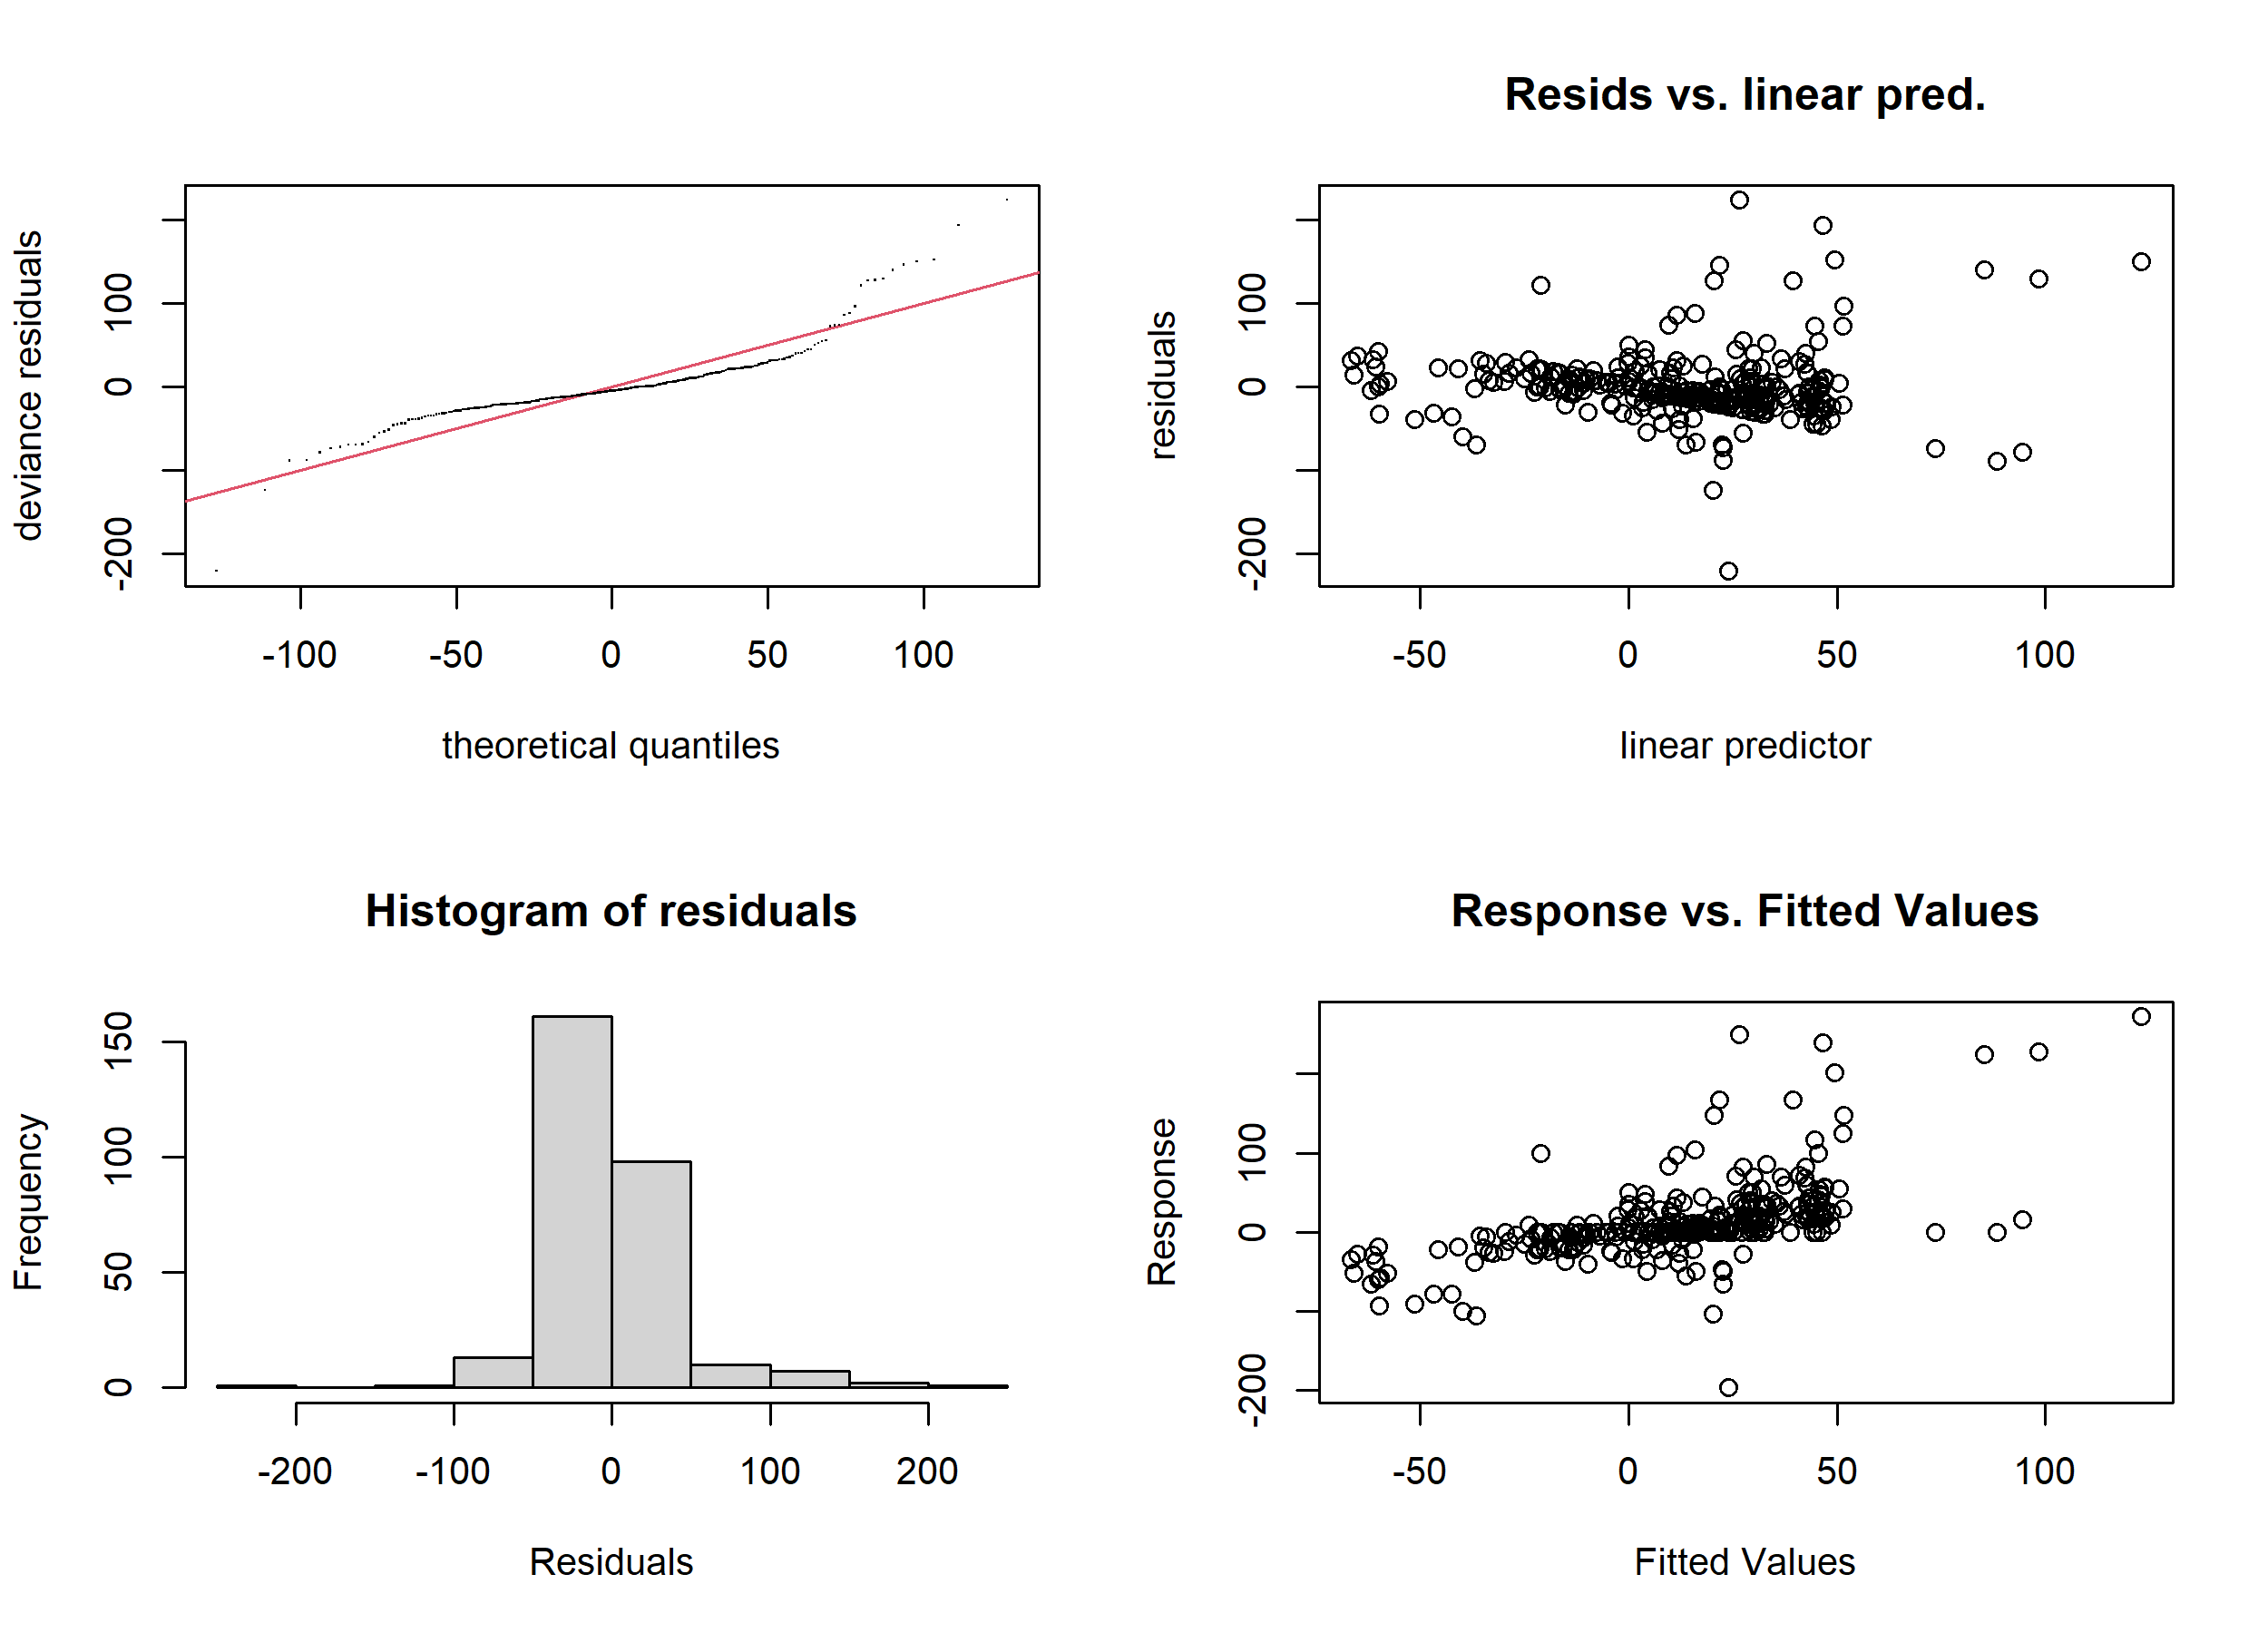 deviance residuals
100
0
-200
-100 -50 0 50 100
theoretical quantiles
Resids vs. linear pred.
residuals
100
0
-200
-50 0 50 100
linear predictor
Histogram of residuals
Frequency
150
100
50
0
-200 -100 0 100 200
Residuals
Response vs. Fitted Values
Response
100
0
-200
-50 0 50 100
Fitted Values